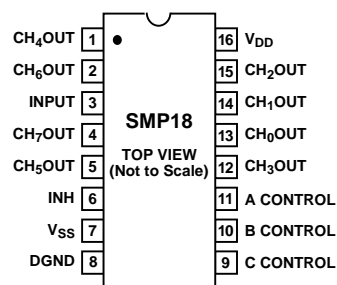 CH4OUT 1
CH6OUT 2
INPUT 3
CH7OUT 4
CH5OUT 5
INH 6
VSS 7
DGND 8
SMP18
TOP VIEW
(Not to Scale)
16 VDD
15 CH2OUT
14 CH1OUT
13 CH0OUT
12 CH3OUT
11 A CONTROL
10 B CONTROL
9 C CONTROL